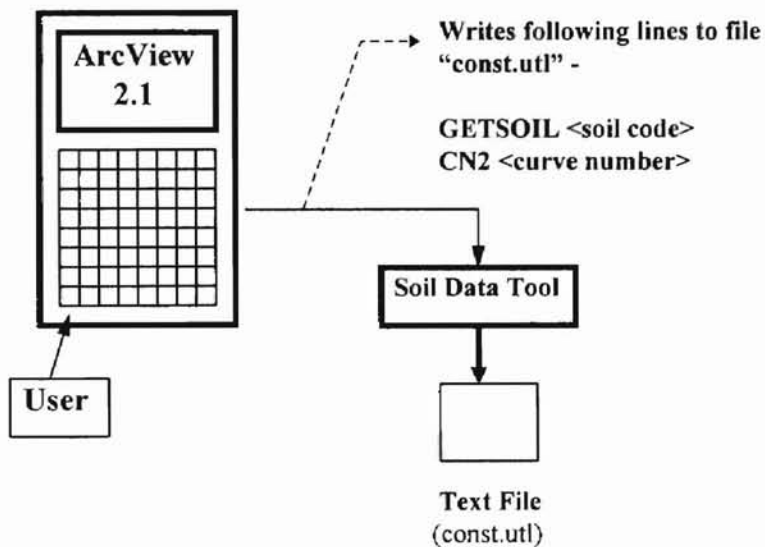 ArcView
2.1
Writes following lines to file
“const.utl” -
GETSOIL <soil code>
CN2 <curve number>
Soil Data Tool
User
Text File
(const.utl)